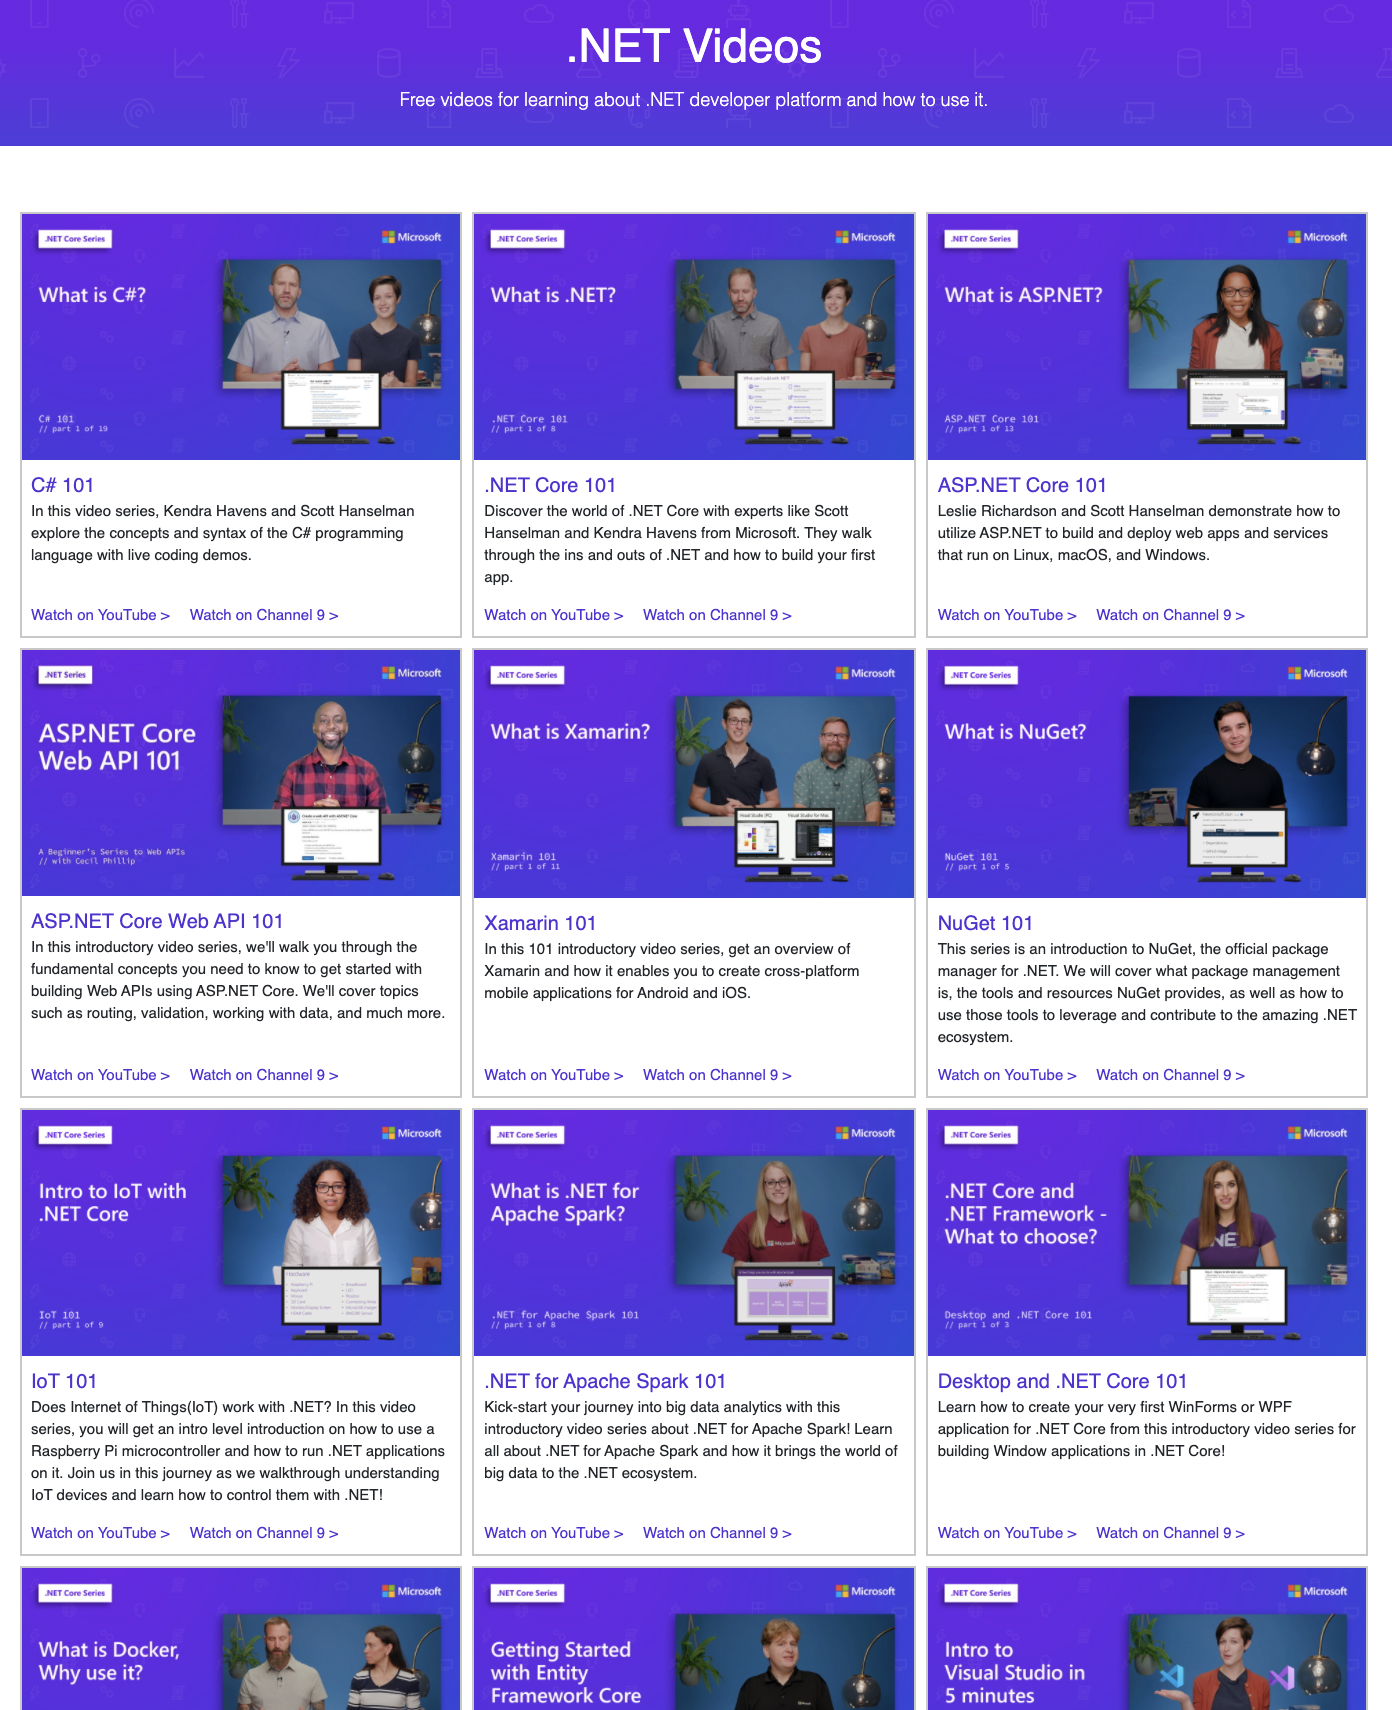 .NET Videos
Free videos for learning about .NET developer platform and how to use it.
.NET Core Series
Microsoft
What is C#?
C# 101
// part 1 of 19
C# 101
In this video series, Kendra Havens and Scott Hanselman
explore the concepts and syntax of the C# programming
language with live coding demos.
Watch on YouTube > Watch on Channel 9 >
.NET Core Series
Microsoft
What is .NET?
.NET Core 101
// part 1 of 8
.NET Core 101
Discover the world of .NET Core with experts like Scott
Hanselman and Kendra Havens from Microsoft. They walk
through the ins and outs of .NET and how to build your first
app.
Watch on YouTube > Watch on Channel 9 >
.NET Core Series
Microsoft
What is ASP.NET?
ASP.NET Core 101
// part 1 of 13
ASP.NET Core 101
Leslie Richardson and Scott Hanselman demonstrate how to
utilize ASP.NET to build and deploy web apps and services
that run on Linux, macOS, and Windows.
Watch on YouTube > Watch on Channel 9 >
.NET Series
Microsoft
ASP.NET Core
Web API 101
A Beginner's Series to Web APIs
// with Cecil Phillip
ASP.NET Core Web API 101
In this introductory video series, we'll walk you through the
fundamental concepts you need to know to get started with
building Web APIs using ASP.NET Core. We'll cover topics
such as routing, validation, working with data, and much more.
Watch on YouTube > Watch on Channel 9 >
.NET Core Series
Microsoft
What is Xamarin?
Xamarin 101
// part 1 of 11
Xamarin 101
In this 101 introductory video series, get an overview of
Xamarin and how it enables you to create cross-platform
mobile applications for Android and iOS.
Watch on YouTube > Watch on Channel 9 >
.NET Core Series
Microsoft
What is NuGet?
NuGet 101
// part 1 of 5
NuGet 101
This series is an introduction to NuGet, the official package
manager for .NET. We will cover what package management
is, the tools and resources NuGet provides, as well as how to
use those tools to leverage and contribute to the amazing .NET
ecosystem.
Watch on YouTube > Watch on Channel 9 >
.NET Core Series
Microsoft
Intro to IoT with
.NET Core
IoT 101
// part 1 of 9
IoT 101
Does Internet of Things(IoT) work with .NET? In this video
series, you will get an intro level introduction on how to use a
Raspberry Pi microcontroller and how to run .NET applications
on it. Join us in this journey as we walkthrough understanding
IoT devices and learn how to control them with .NET!
Watch on YouTube > Watch on Channel 9 >
.NET Core Series
Microsoft
What is .NET for
Apache Spark?
.NET for Apache Spark 101
// part 1 of 8
.NET for Apache Spark 101
Kick-start your journey into big data analytics with this
introductory video series about .NET for Apache Spark! Learn
all about .NET for Apache Spark and how it brings the world of
big data to the .NET ecosystem.
Watch on YouTube > Watch on Channel 9 >
.NET Core Series
Microsoft
.NET Core and
.NET Framework -
What to choose?
Desktop and .NET Core 101
// part 1 of 3
Desktop and .NET Core 101
Learn how to create your very first WinForms or WPF
application for .NET Core from this introductory video series for
building Window applications in .NET Core!
Watch on YouTube > Watch on Channel 9 >
.NET Core Series
Microsoft
What is Docker,
Why use it?
.NET Core Series
Microsoft
Getting Started
with Entity
Framework Core
.NET Core Series
Microsoft
Intro to
Visual Studio in
5 minutes